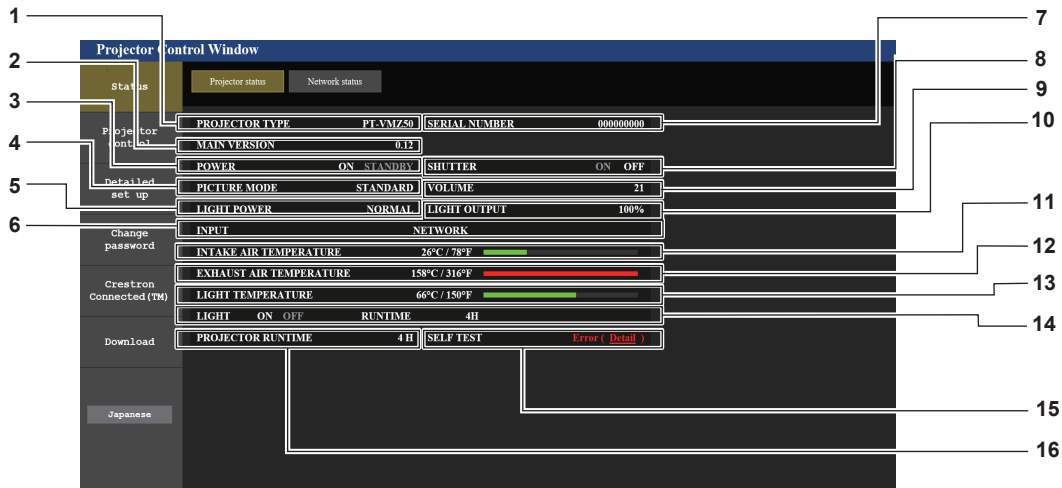 1
2
3
4
5
6
7
8
9
10
11
12
13
14
15
16
Projector Control Window
Status
Projector control
Detailed set up
Change password
Crestron Connected(TM)
Download
Japanese
Projector status Network status
PROJECTOR TYPE PT-VMZ50 SERIAL NUMBER 000000000
MAIN VERSION 0.12
POWER ON STANDBY SHUTTER ON OFF
PICTURE MODE STANDARD VOLUME 21
LIGHT POWER NORMAL LIGHT OUTPUT 100%
INPUT NETWORK
INTAKE AIR TEMPERATURE 26°C / 78°F
EXHAUST AIR TEMPERATURE 158°C / 316°F
LIGHT TEMPERATURE 66°C / 150°F
LIGHT ON OFF RUNTIME 4H
PROJECTOR RUNTIME 4 H SELF TEST Error ( Detail )